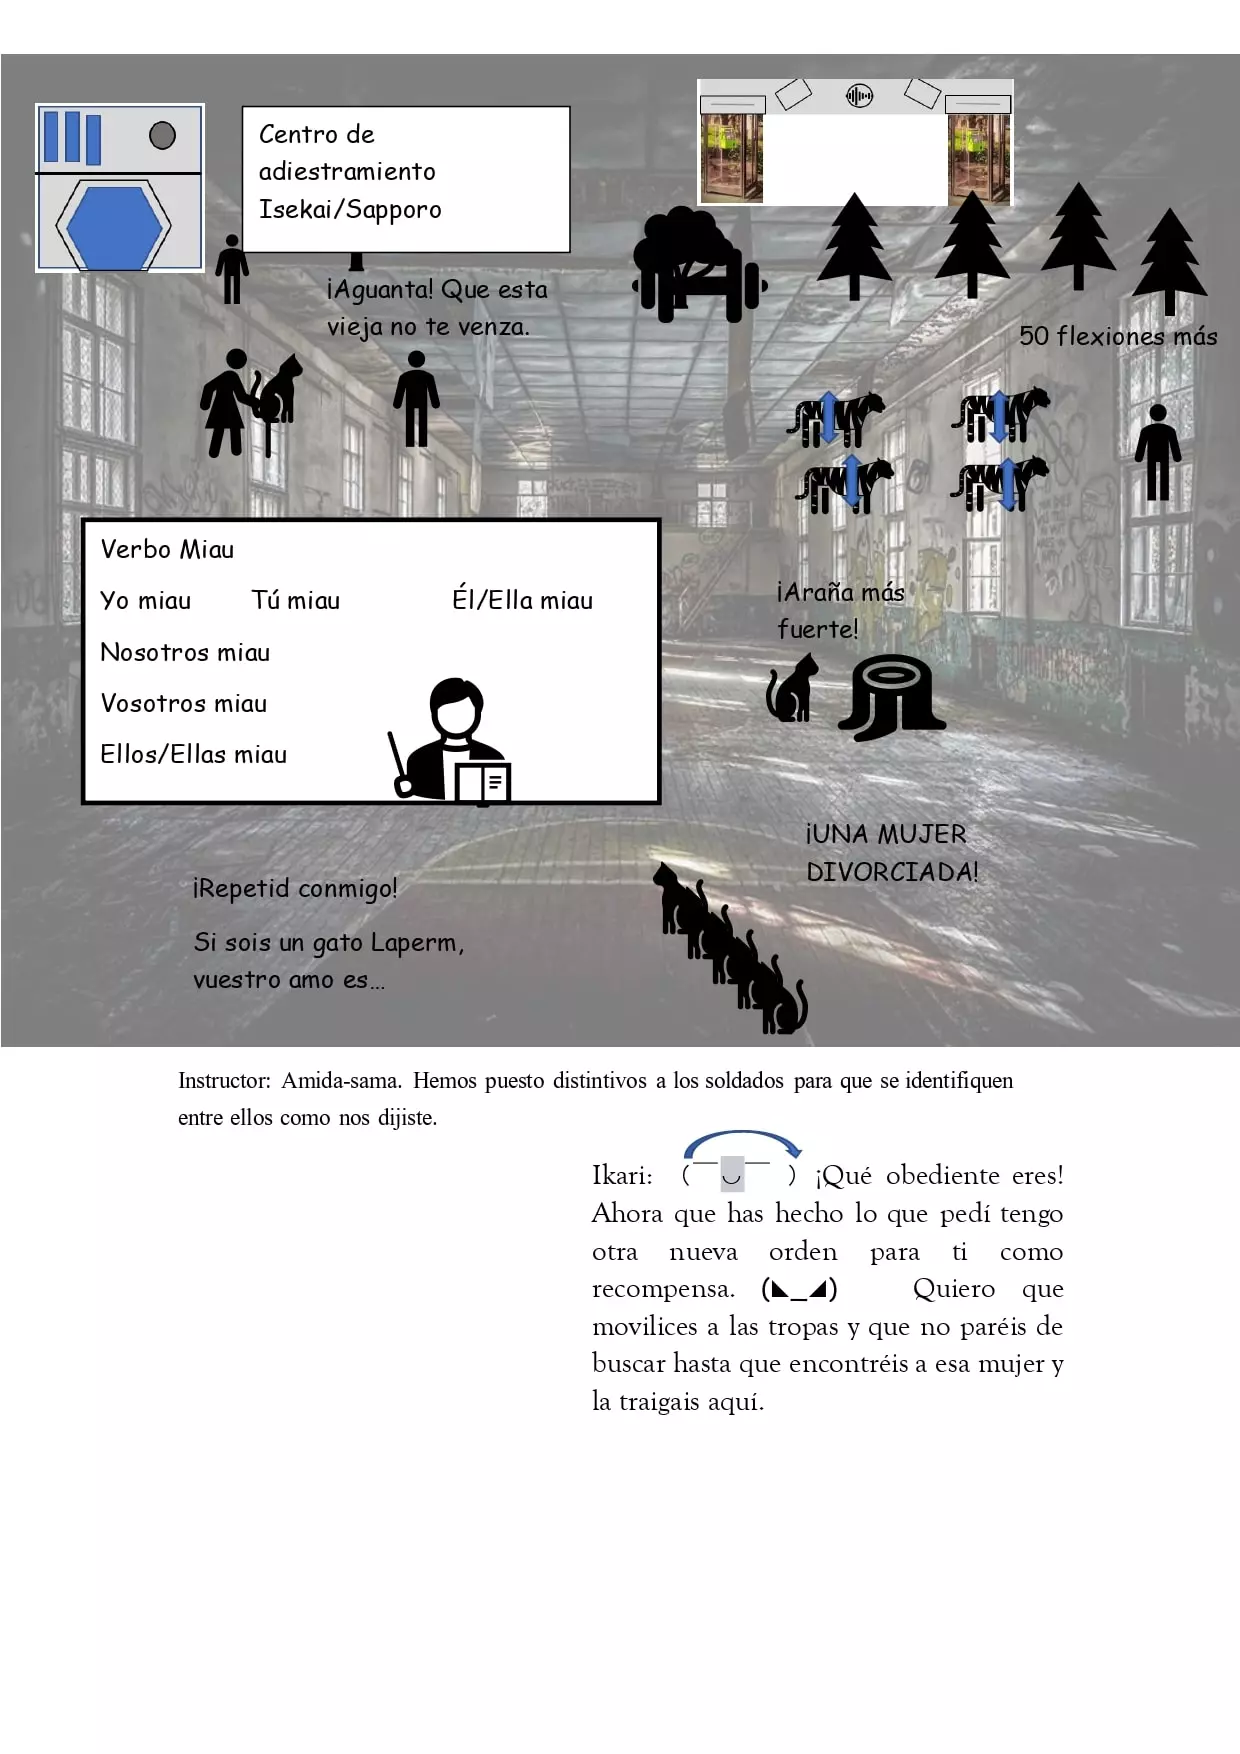 Centro de
adiestramiento
Isekai/Sapporo
¡Aguanta! Que esta
vieja no te venza.
50 flexiones más
Verbo Miau
Yo miau Tú miau Él/Ella miau
Nosotros miau
Vosotros miau
Ellos/Ellas miau
¡Araña más
fuerte!
¡UNA MUJER
DIVORCIADA!
¡Repetid conmigo!
Si sois un gato Laperm,
vuestro amo es…
Instructor: Amida-sama. Hemos puesto distintivos a los soldados para que se identifiquen
entre ellos como nos dijiste.
Ikari: (¯◡¯) ¡Qué obediente eres!
Ahora que has hecho lo que pedí tengo
otra nueva orden para ti como
recompensa. (◣_◢) Quiero que
movilices a las tropas y que no paréis de
buscar hasta que encontréis a esa mujer y
la traigais aquí.